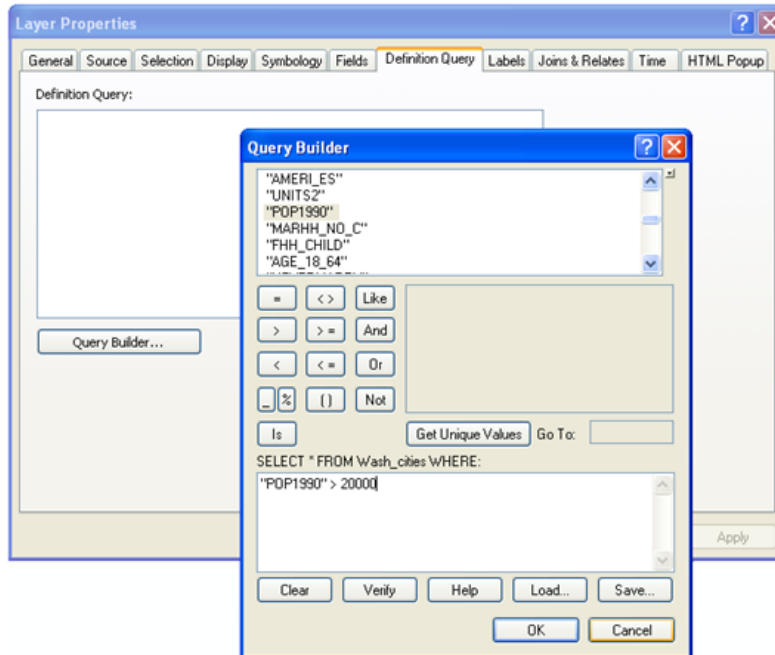 Layer Properties
General Source Selection Display Symbology Fields Definition Query Labels Joins & Relates Time HTML Popup
Definition Query:
Query Builder...
Query Builder
"AMERI_ES"
"UNITS2"
"POP1990"
"MARHH_NO_C"
"FHH_CHILD"
"AGE_18_64"
= < > Like
> > = And
< < = Or
_ % ( ) Not
Is Get Unique Values Go To:
SELECT * FROM Wash_cities WHERE:
"POP1990" > 20000
Clear Verify Help Load... Save...
OK Cancel
Apply